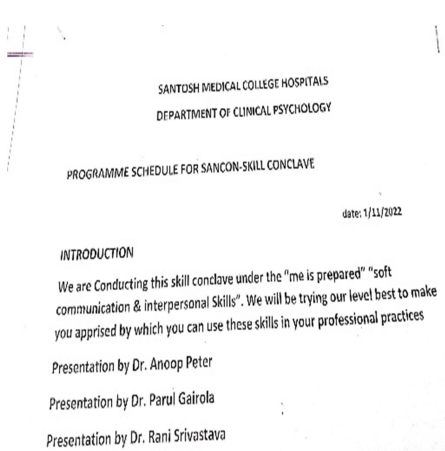 SANTOSH MEDICAL COLLEGE HOSPITALS
DEPARTMENT OF CLINICAL PSYCHOLOGY
PROGRAMME SCHEDULE FOR SANCON-SKILL CONCLAVE
date: 1/11/2022
INTRODUCTION
We are Conducting this skill conclave under the "me is prepared" "soft
communication & interpersonal Skills". We will be trying our level best to make
you apprised by which you can use these skills in your professional practices
Presentation by Dr. Anoop Peter
Presentation by Dr. Parul Gairola
Presentation by Dr. Rani Srivastava